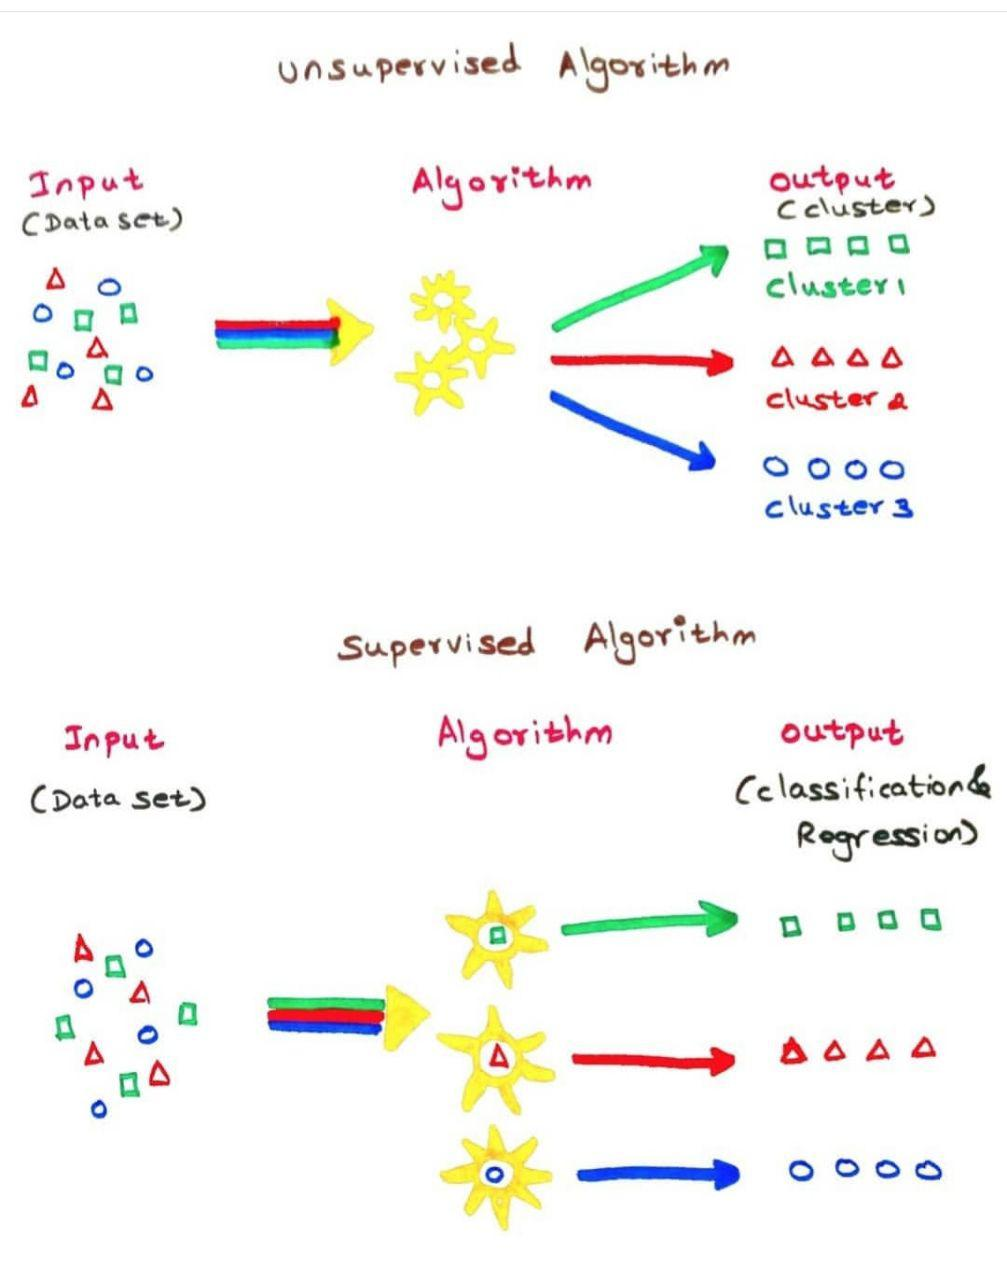 unsupervised Algorithm
Input
(Data set)
Algorithm
output
(cluster)
cluster 1
cluster 2
cluster 3
Supervised Algorithm
Input
(Data set)
Algorithm
output
(classification &
Regression)